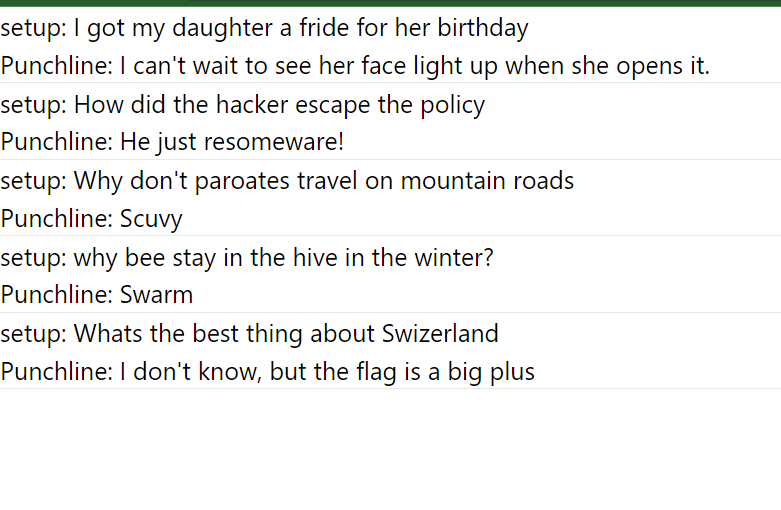 setup: I got my daughter a fride for her birthday
Punchline: I can't wait to see her face light up when she opens it.
setup: How did the hacker escape the policy
Punchline: He just resomeware!
setup: Why don't paroates travel on mountain roads
Punchline: Scuvy
setup: why bee stay in the hive in the winter?
Punchline: Swarm
setup: Whats the best thing about Swizerland
Punchline: I don't know, but the flag is a big plus